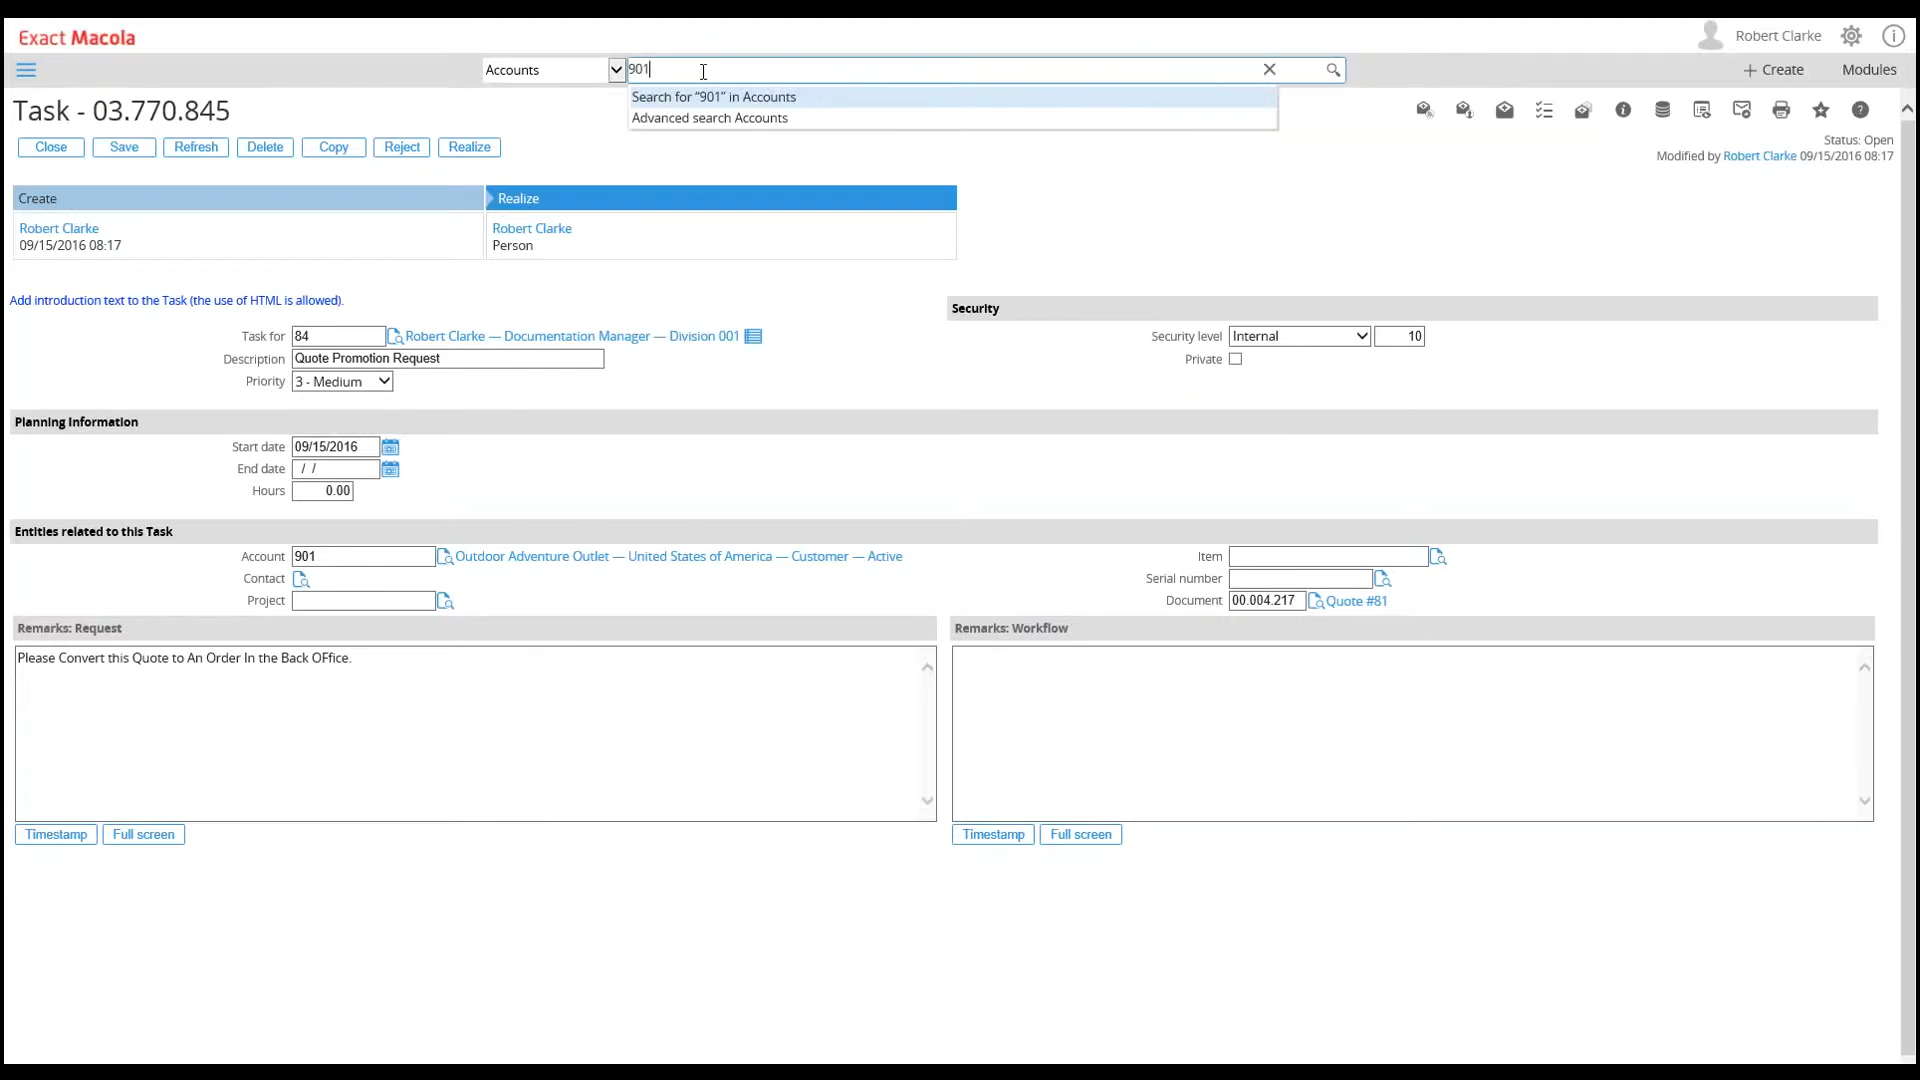 Exact Macola
Robert Clarke
Accounts
901
+ Create
Modules
Search for “901” in Accounts
Advanced search Accounts
Task - 03.770.845
Close
Save
Refresh
Delete
Copy
Reject
Realize
Status: Open
Modified by Robert Clarke 09/15/2016 08:17
Create
Realize
Robert Clarke
09/15/2016 08:17
Robert Clarke
Person
Add introduction text to the Task (the use of HTML is allowed).
Task for 84 Robert Clarke — Documentation Manager — Division 001
Description Quote Promotion Request
Priority 3 - Medium
Security
Security level Internal 10
Private
Planning Information
Start date 09/15/2016
End date / /
Hours 0.00
Entities related to this Task
Account 901 Outdoor Adventure Outlet — United States of America — Customer — Active
Contact
Project
Item
Serial number
Document 00.004.217 Quote #81
Remarks: Request
Please Convert this Quote to An Order In the Back OFfice.
Timestamp
Full screen
Remarks: Workflow
Timestamp
Full screen